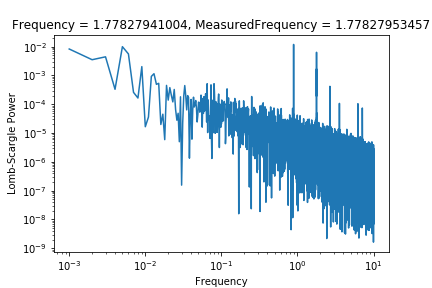 Frequency = 1.77827941004, MeasuredFrequency = 1.77827953457
Lomb-Scargle Power
10⁻²
10⁻³
10⁻⁴
10⁻⁵
10⁻⁶
10⁻⁷
10⁻⁸
10⁻⁹
10⁻³ 10⁻² 10⁻¹ 10⁰ 10¹
Frequency